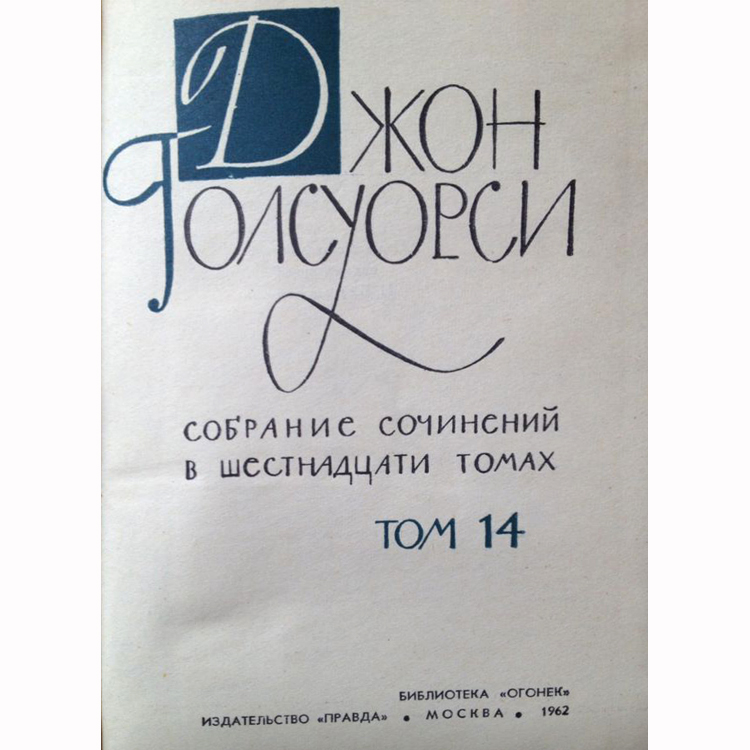 ДЖОН
ГОЛСУОРСИ
СОБРАНИЕ СОЧИНЕНИЙ
В ШЕСТНАДЦАТИ ТОМАХ
ТОМ 14
БИБЛИОТЕКА «ОГОНЕК»
ИЗДАТЕЛЬСТВО «ПРАВДА» • МОСКВА • 1962